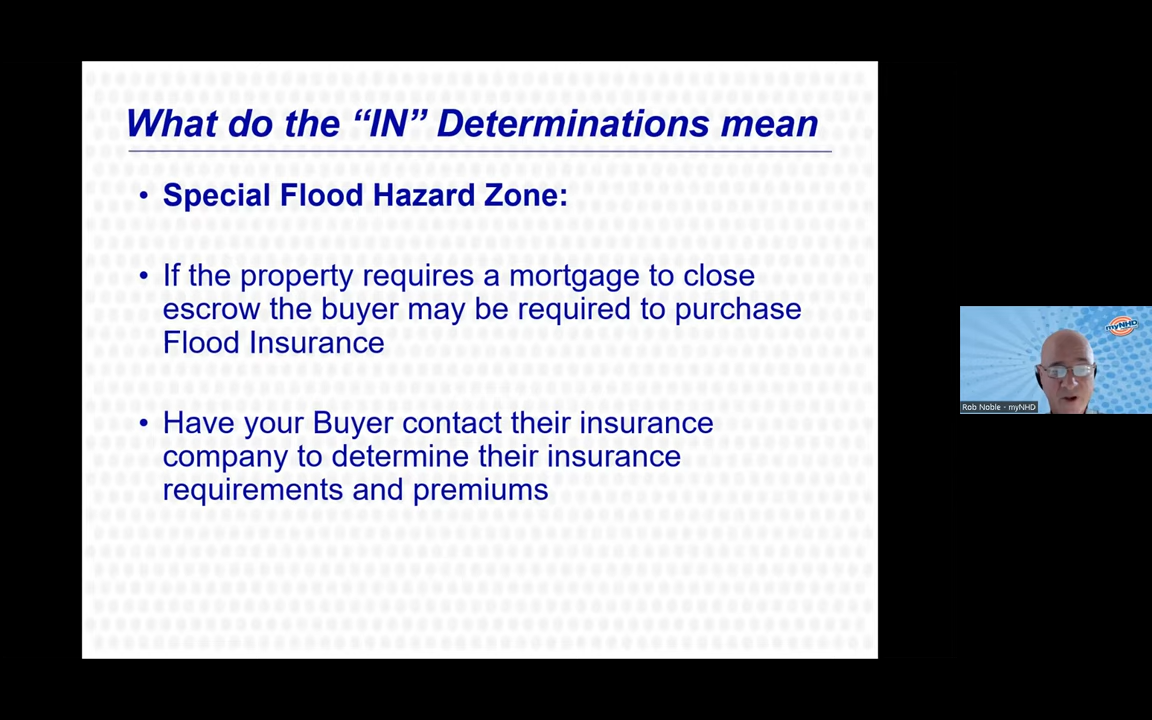 What do the “IN” Determinations mean
• Special Flood Hazard Zone:
• If the property requires a mortgage to close
escrow the buyer may be required to purchase
Flood Insurance
• Have your Buyer contact their insurance
company to determine their insurance
requirements and premiums
myNHD
Rob Noble - myNHD